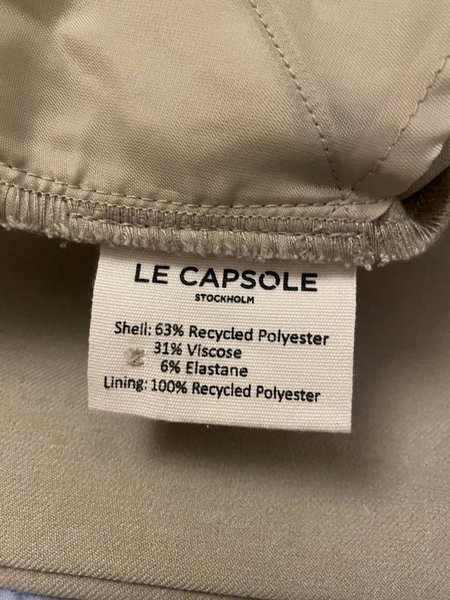 LE CAPSOLE
STOCKHOLM
Shell: 63% Recycled Polyester
31% Viscose
6% Elastane
Lining: 100% Recycled Polyester